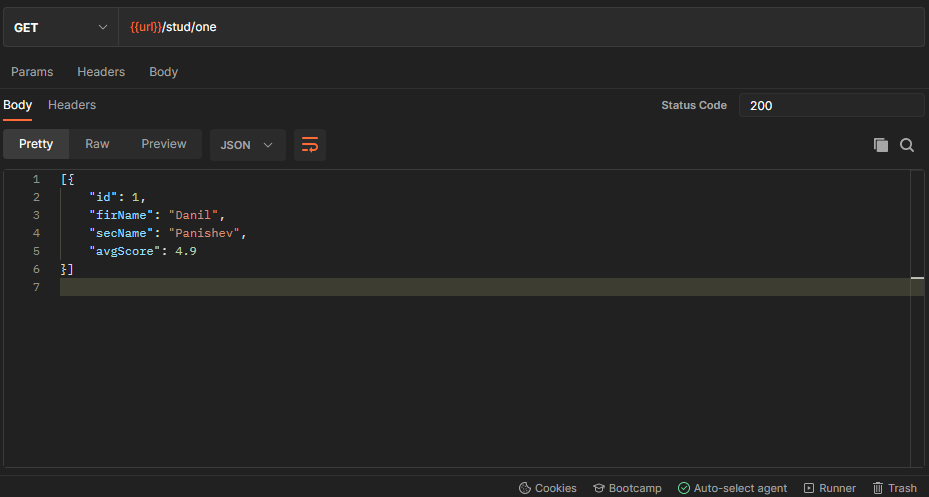 GET {{url}}/stud/one
Params Headers Body
Body Headers Status Code 200
Pretty Raw Preview JSON
1 [{
2 "id": 1,
3 "firName": "Danil",
4 "secName": "Panishev",
5 "avgScore": 4.9
6 }]
7
Cookies Bootcamp Auto-select agent Runner Trash